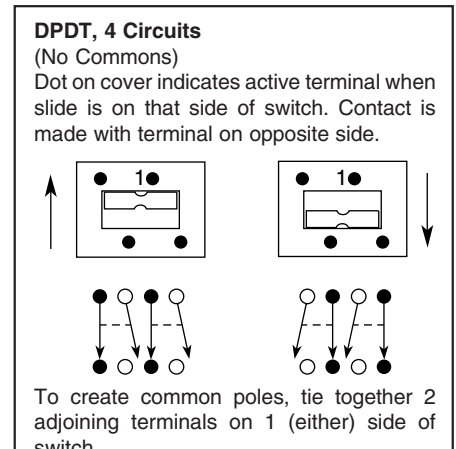 DPDT, 4 Circuits
(No Commons)
Dot on cover indicates active terminal when
slide is on that side of switch. Contact is
made with terminal on opposite side.
1 1
To create common poles, tie together 2
adjoining terminals on 1 (either) side of
switch